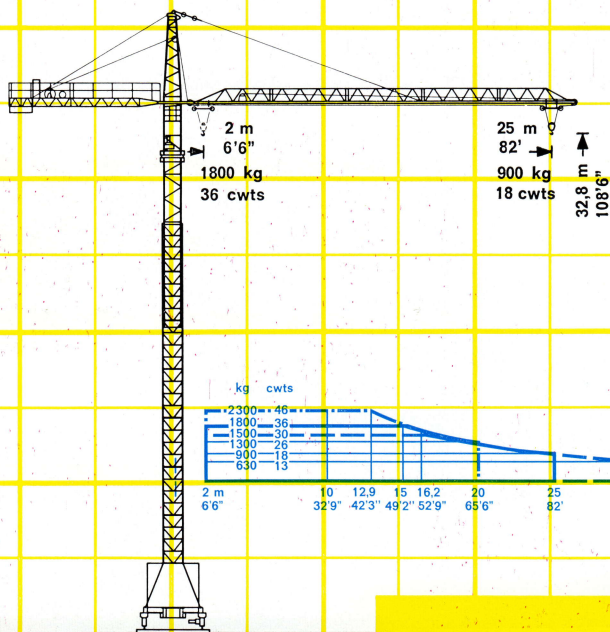 2 m
6'6"
1800 kg
36 cwts
25 m
82'
900 kg
18 cwts
32,8 m
108'6"
kg cwts
2300 46
1800 36
1500 30
1300 26
900 18
630 13
2 m 10 12,9 15 16,2 20 25
6'6" 32'9" 42'3" 49'2" 52'9" 65'6" 82'